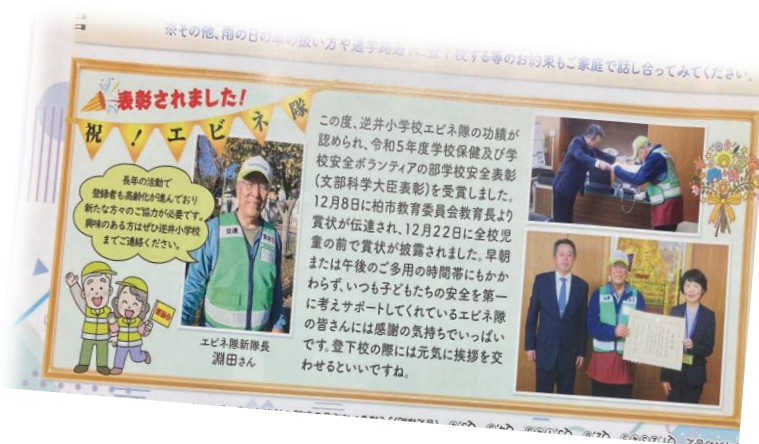 ※その他、雨の日の傘の扱い方や通学路通りに登下校する等のお約束もご家庭で話し合ってみてください。
表彰されました！
祝！エビネ隊
長年の活動で
登録者も高齢化が進んでおり
新たな方々のご協力が必要です。
興味のある方はぜひ逆井小学校
までご連絡ください。
交通
エビネ隊新隊長
淵田さん
この度、逆井小学校エビネ隊の功績が
認められ、令和5年度学校保健及び学
校安全ボランティアの部学校安全表彰
(文部科学大臣表彰)を受賞しました。
12月8日に柏市教育委員会教育長より
賞状が伝達され、12月22日に全校児
童の前で賞状が披露されました。早朝
または午後のご多用の時間帯にもかか
わらず、いつも子どもたちの安全を第一
に考えサポートしてくれているエビネ隊
の皆さんには感謝の気持ちでいっぱい
です。登下校の際には元気に挨拶を交
わせるといいですね。